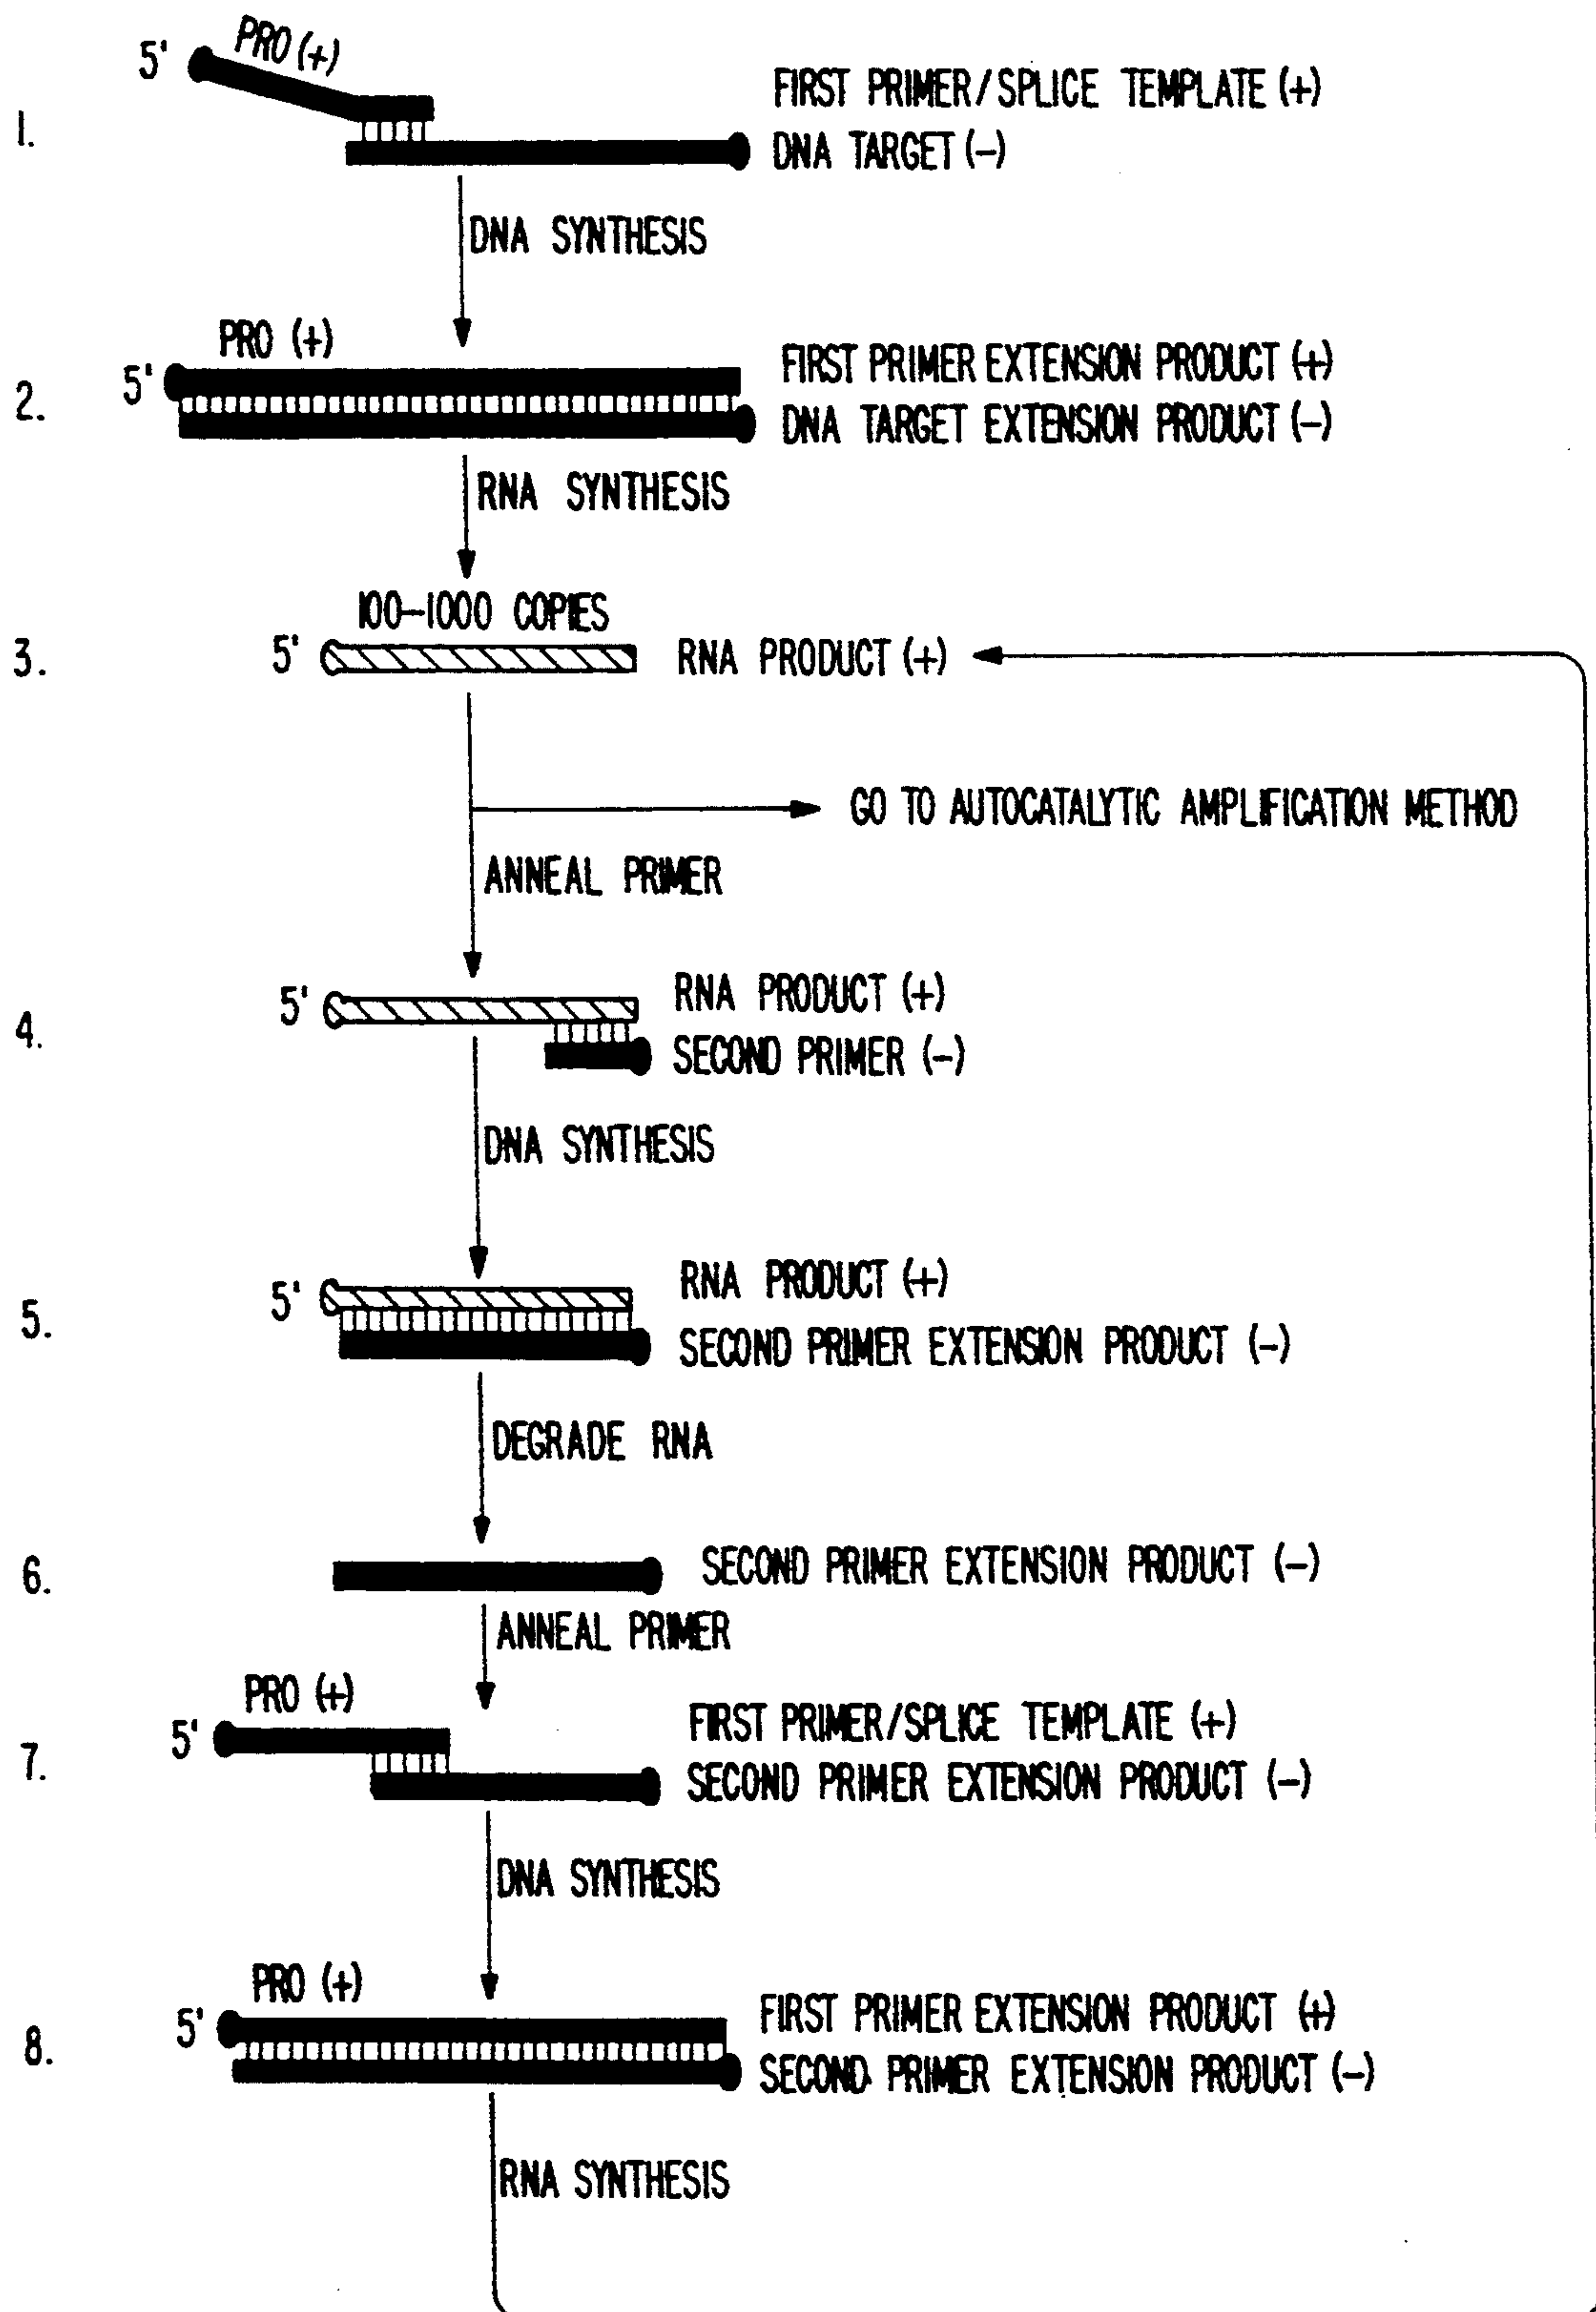 PRO (+)
5'
1.
FIRST PRIMER/SPLICE TEMPLATE (+)
DNA TARGET (-)
DNA SYNTHESIS
PRO (+)
5'
2.
FIRST PRIMER EXTENSION PRODUCT (+)
DNA TARGET EXTENSION PRODUCT (-)
RNA SYNTHESIS
100-1000 COPIES
3.
5'
RNA PRODUCT (+)
GO TO AUTOCATALYTIC AMPLIFICATION METHOD
ANNEAL PRIMER
4.
5'
RNA PRODUCT (+)
SECOND PRIMER (-)
DNA SYNTHESIS
5.
5'
RNA PRODUCT (+)
SECOND PRIMER EXTENSION PRODUCT (-)
DEGRADE RNA
6.
SECOND PRIMER EXTENSION PRODUCT (-)
ANNEAL PRIMER
PRO (+)
5'
7.
FIRST PRIMER/SPLICE TEMPLATE (+)
SECOND PRIMER EXTENSION PRODUCT (-)
DNA SYNTHESIS
PRO (+)
5'
8.
FIRST PRIMER EXTENSION PRODUCT (+)
SECOND PRIMER EXTENSION PRODUCT (-)
RNA SYNTHESIS